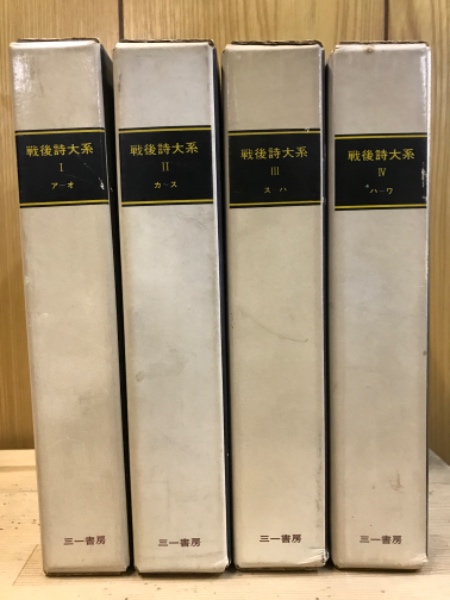 戦後詩大系
I
ア～オ
三一書房
戦後詩大系
II
カ～ス
三一書房
戦後詩大系
III
ス～ハ
三一書房
戦後詩大系
IV
ハ～ワ
三一書房